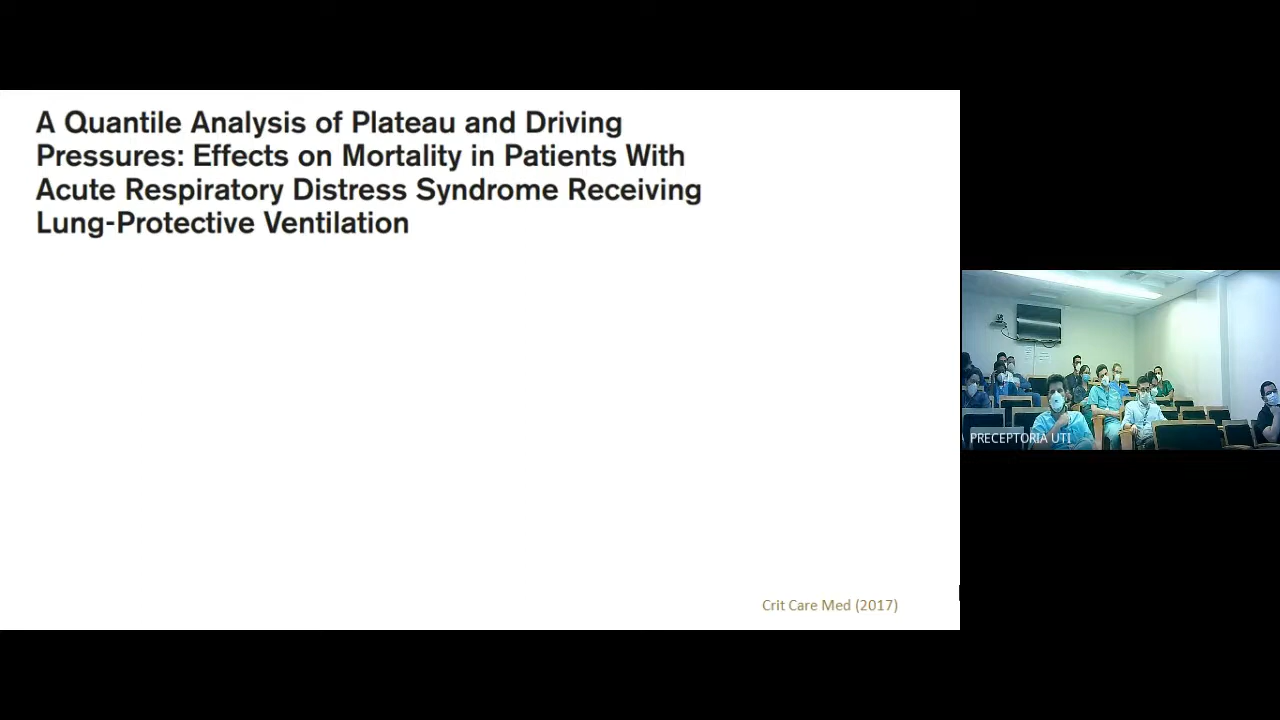 A Quantile Analysis of Plateau and Driving
Pressures: Effects on Mortality in Patients With
Acute Respiratory Distress Syndrome Receiving
Lung-Protective Ventilation
PRECEPTORIA UTI
Crit Care Med (2017)